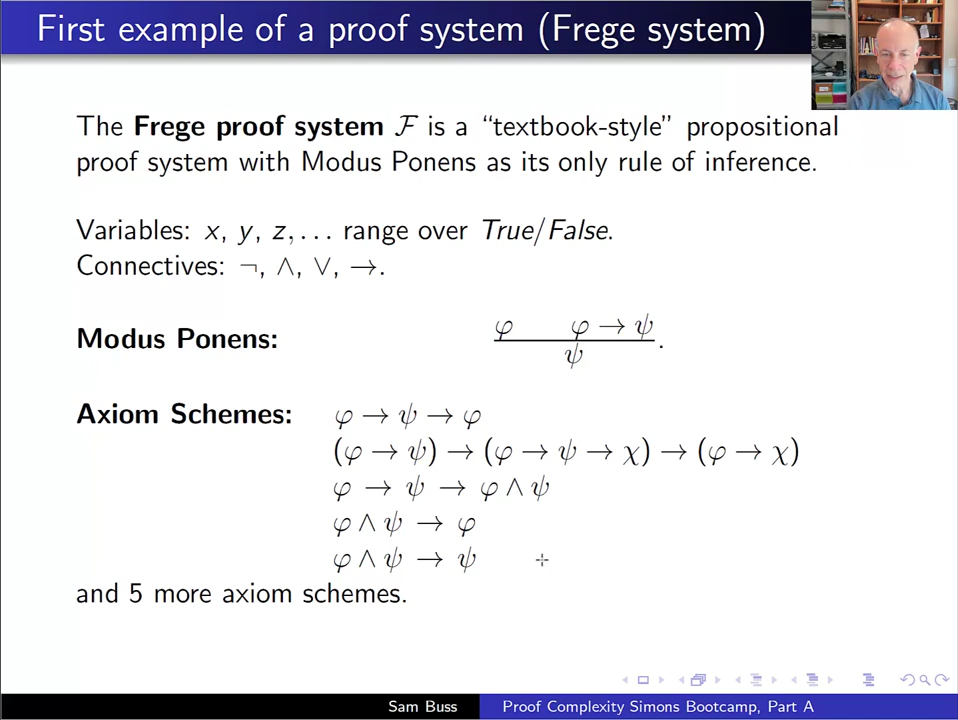 First example of a proof system (Frege system)
The Frege proof system ℱ is a “textbook-style” propositional
proof system with Modus Ponens as its only rule of inference.
Variables: x, y, z, . . . range over True/False.
Connectives: ¬, ∧, ∨, →.
Modus Ponens:
φ φ → ψ
ψ .
Axiom Schemes: φ → ψ → φ
(φ → ψ) → (φ → ψ → χ) → (φ → χ)
φ → ψ → φ ∧ ψ
φ ∧ ψ → φ
φ ∧ ψ → ψ
and 5 more axiom schemes.
Sam Buss Proof Complexity Simons Bootcamp, Part A